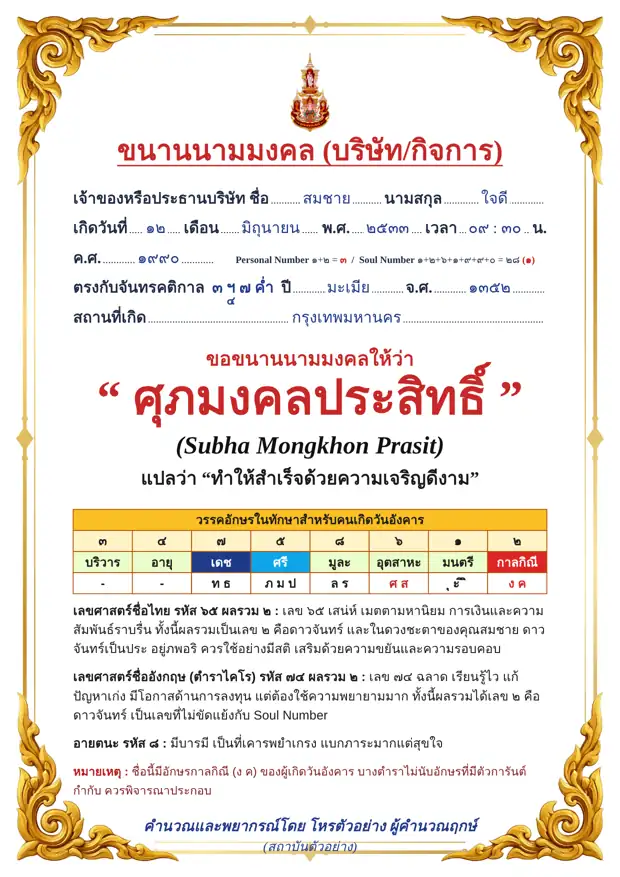 ขนานนามมงคล (บริษัท/กิจการ)
เจ้าของหรือประธานบริษัท ชื่อ........... สมชาย........... นามสกุล............. ใจดี.............
เกิดวันที่..... ๑๒..... เดือน....... มิถุนายน...... พ.ศ..... ๒๕๓๓.... เวลา...๐๙ : ๓๐.. น.
ค.ศ............. ๑๙๙๐............ Personal Number ๑+๒ = ๓ / Soul Number ๑+๒+๖+๑+๙+๙+๐ = ๒๘ (๑)
ตรงกับจันทรคติกาล ๓ ฯ ๗ ค่ำ ปี............ มะเมีย............ จ.ศ............. ๑๓๕๒............
๔
สถานที่เกิด................................................ กรุงเทพมหานคร................................................
ขอขนานนามมงคลให้ว่า
“ ศุภมงคลประสิทธิ์ ”
(Subha Mongkhon Prasit)
แปลว่า “ทำให้สำเร็จด้วยความเจริญดีงาม”
วรรคอักษรในทักษาสำหรับคนเกิดวันอังคาร
๓ ๔ ๗ ๕ ๘ ๖ ๑ ๒
บริวาร อายุ เดช ศรี มูละ อุตสาหะ มนตรี กาลกิณี
- - ท ธ ภ ม ป ล ร ศ ส ุ ะ ิ ง ค
เลขศาสตร์ชื่อไทย รหัส ๖๕ ผลรวม ๒ : เลข ๖๕ เสน่ห์ เมตตามหานิยม การเงินและความ
สัมพันธ์ราบรื่น ทั้งนี้ผลรวมเป็นเลข ๒ คือดาวจันทร์ และในดวงชะตาของคุณสมชาย ดาว
จันทร์เป็นประ อยู่ภพอริ ควรใช้อย่างมีสติ เสริมด้วยความขยันและความรอบคอบ
เลขศาสตร์ชื่ออังกฤษ (ตำราไคโร) รหัส ๗๔ ผลรวม ๒ : เลข ๗๔ ฉลาด เรียนรู้ไว แก้
ปัญหาเก่ง มีโอกาสด้านการลงทุน แต่ต้องใช้ความพยายามมาก ทั้งนี้ผลรวมได้เลข ๒ คือ
ดาวจันทร์ เป็นเลขที่ไม่ขัดแย้งกับ Soul Number
อายตนะ รหัส ๘ : มีบารมี เป็นที่เคารพยำเกรง แบกภาระมากแต่สุขใจ
หมายเหตุ : ชื่อนี้มีอักษรกาลกิณี (ง ค) ของผู้เกิดวันอังคาร บางตำราไม่นับอักษรที่มีตัวการันต์
กำกับ ควรพิจารณาประกอบ
คำนวณและพยากรณ์โดย โหรตัวอย่าง ผู้คำนวณฤกษ์
(สถาบันตัวอย่าง)